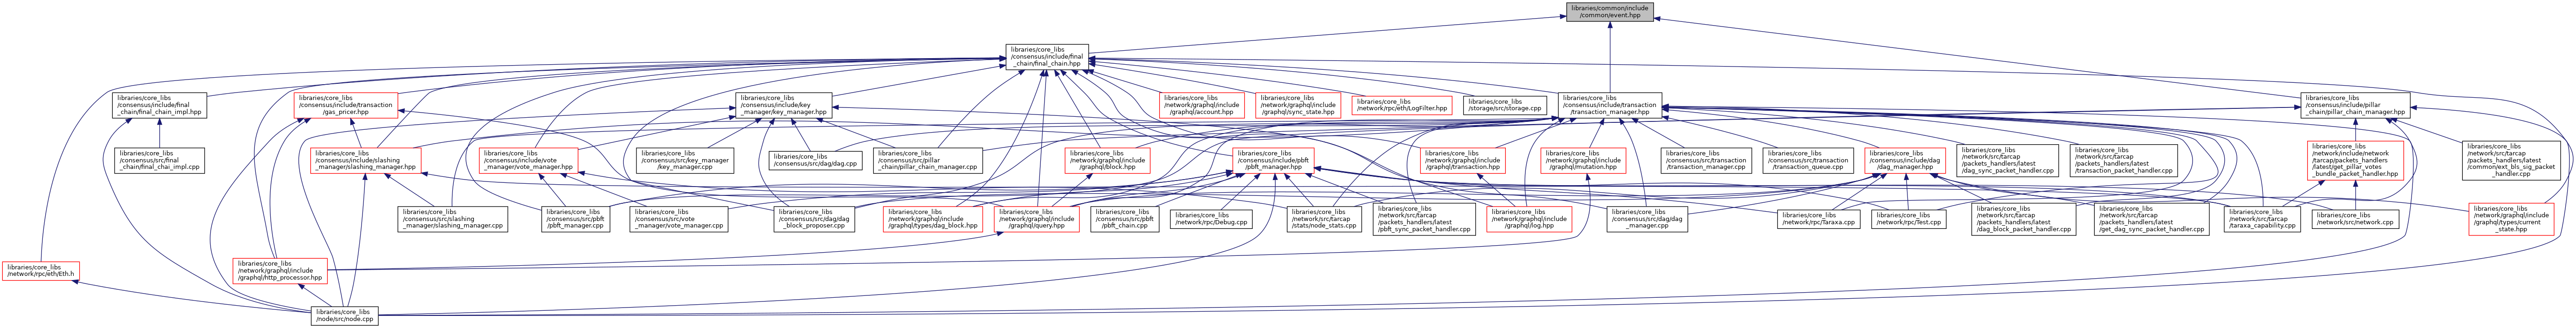 libraries/common/include
/common/event.hpp
libraries/core_libs
/consensus/include/final
_chain/final_chain.hpp
libraries/core_libs
/consensus/include/final
_chain/final_chain_impl.hpp
libraries/core_libs
/consensus/include/transaction
/gas_pricer.hpp
libraries/core_libs
/consensus/include/key
_manager/key_manager.hpp
libraries/core_libs
/network/graphql/include
/graphql/account.hpp
libraries/core_libs
/network/graphql/include
/graphql/sync_state.hpp
libraries/core_libs
/network/rpc/eth/LogFilter.hpp
libraries/core_libs
/storage/src/storage.cpp
libraries/core_libs
/consensus/include/transaction
/transaction_manager.hpp
libraries/core_libs
/consensus/include/pillar
_chain/pillar_chain_manager.hpp
libraries/core_libs
/consensus/src/final
_chain/final_chain_impl.cpp
libraries/core_libs
/consensus/include/slashing
_manager/slashing_manager.hpp
libraries/core_libs
/consensus/include/vote
_manager/vote_manager.hpp
libraries/core_libs
/consensus/src/key_manager
/key_manager.cpp
libraries/core_libs
/consensus/src/dag/dag.cpp
libraries/core_libs
/consensus/src/pillar
_chain/pillar_chain_manager.cpp
libraries/core_libs
/network/graphql/include
/graphql/block.hpp
libraries/core_libs
/consensus/include/pbft
/pbft_manager.hpp
libraries/core_libs
/network/graphql/include
/graphql/transaction.hpp
libraries/core_libs
/network/graphql/include
/graphql/mutation.hpp
libraries/core_libs
/consensus/src/transaction
/transaction_manager.cpp
libraries/core_libs
/consensus/src/transaction
/transaction_queue.cpp
libraries/core_libs
/consensus/include/dag
/dag_manager.hpp
libraries/core_libs
/network/src/tarcap
/packets_handlers/latest
/dag_sync_packet_handler.cpp
libraries/core_libs
/network/src/tarcap
/packets_handlers/latest
/transaction_packet_handler.cpp
libraries/core_libs
/network/include/network
/tarcap/packets_handlers
/latest/get_pillar_votes
_bundle_packet_handler.hpp
libraries/core_libs
/network/src/tarcap
/packets_handlers/latest
/common/ext_bls_sig_packet
_handler.cpp
libraries/core_libs
/consensus/src/slashing
_manager/slashing_manager.cpp
libraries/core_libs
/consensus/src/pbft
/pbft_manager.cpp
libraries/core_libs
/consensus/src/vote
_manager/vote_manager.cpp
libraries/core_libs
/consensus/src/dag/dag
_block_proposer.cpp
libraries/core_libs
/network/graphql/include
/graphql/types/dag_block.hpp
libraries/core_libs
/network/graphql/include
/graphql/query.hpp
libraries/core_libs
/consensus/src/pbft
/pbft_chain.cpp
libraries/core_libs
/network/rpc/Debug.cpp
libraries/core_libs
/network/src/tarcap
/stats/node_stats.cpp
libraries/core_libs
/network/src/tarcap
/packets_handlers/latest
/pbft_sync_packet_handler.cpp
libraries/core_libs
/network/graphql/include
/graphql/log.hpp
libraries/core_libs
/consensus/src/dag/dag
_manager.cpp
libraries/core_libs
/network/rpc/Taraxa.cpp
libraries/core_libs
/network/rpc/Test.cpp
libraries/core_libs
/network/src/tarcap
/packets_handlers/latest
/dag_block_packet_handler.cpp
libraries/core_libs
/network/src/tarcap
/packets_handlers/latest
/get_dag_sync_packet_handler.cpp
libraries/core_libs
/network/src/tarcap
/taraxa_capability.cpp
libraries/core_libs
/network/src/network.cpp
libraries/core_libs
/network/graphql/include
/graphql/types/current
_state.hpp
libraries/core_libs
/network/rpc/eth/Eth.h
libraries/core_libs
/network/graphql/include
/graphql/http_processor.hpp
libraries/core_libs
/node/src/node.cpp